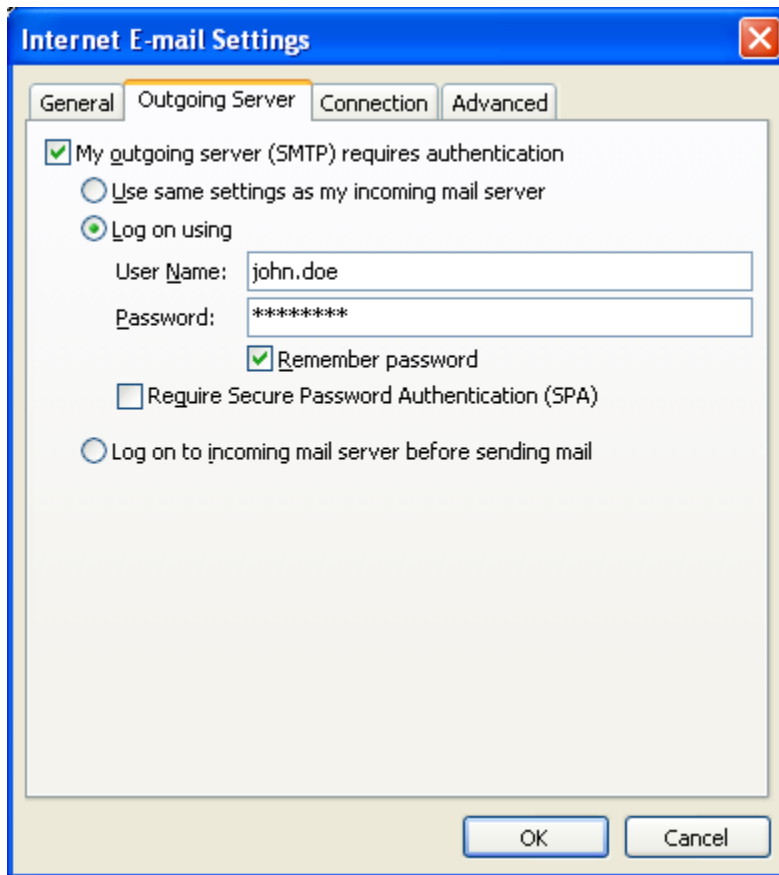 Internet E-mail Settings
General Outgoing Server Connection Advanced
My outgoing server (SMTP) requires authentication
Use same settings as my incoming mail server
Log on using
User Name: john.doe
Password: ********
Remember password
Require Secure Password Authentication (SPA)
Log on to incoming mail server before sending mail
OK Cancel